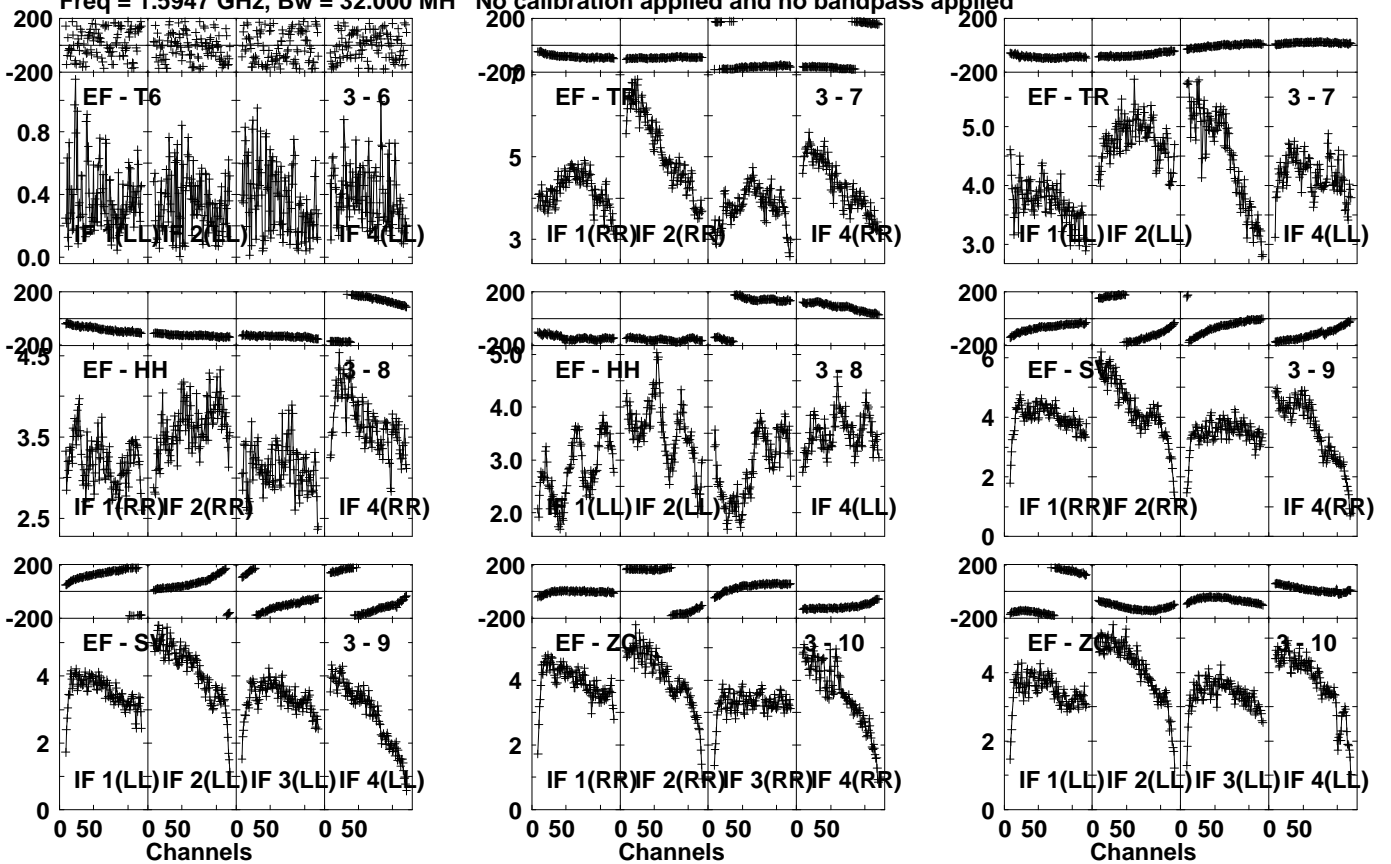 Freq = 1.5947 GHz, Bw = 32.000 MH No calibration applied and no bandpass applied
200
-200
EF - T6
3 - 6
0.8
0.4
0.0
IF 1(LL)
IF 2(LL)
IF 4(LL)
200
-200
7
EF - TR
3 - 7
5
3
IF 1(RR)
IF 2(RR)
IF 4(RR)
200
-200
EF - TR
3 - 7
5.0
4.0
3.0
IF 1(LL)
IF 2(LL)
IF 4(LL)
200
-200
4.5
EF - HH
3 - 8
3.5
2.5
IF 1(RR)
IF 2(RR)
IF 4(RR)
200
-200
5.0
EF - HH
3 - 8
4.0
3.0
2.0
IF 1(LL)
IF 2(LL)
IF 4(LL)
200
-200
6
EF - SV
3 - 9
4
2
0
IF 1(RR)
IF 2(RR)
IF 4(RR)
200
-200
EF - SV
3 - 9
4
2
0
IF 1(LL)
IF 2(LL)
IF 3(LL)
IF 4(LL)
0 50
0 50
0 50
0 50
Channels
200
-200
EF - ZC
3 - 10
4
2
0
IF 1(RR)
IF 2(RR)
IF 3(RR)
IF 4(RR)
0 50
0 50
0 50
0 50
Channels
200
-200
EF - ZC
3 - 10
4
2
0
IF 1(LL)
IF 2(LL)
IF 3(LL)
IF 4(LL)
0 50
0 50
0 50
0 50
Channels